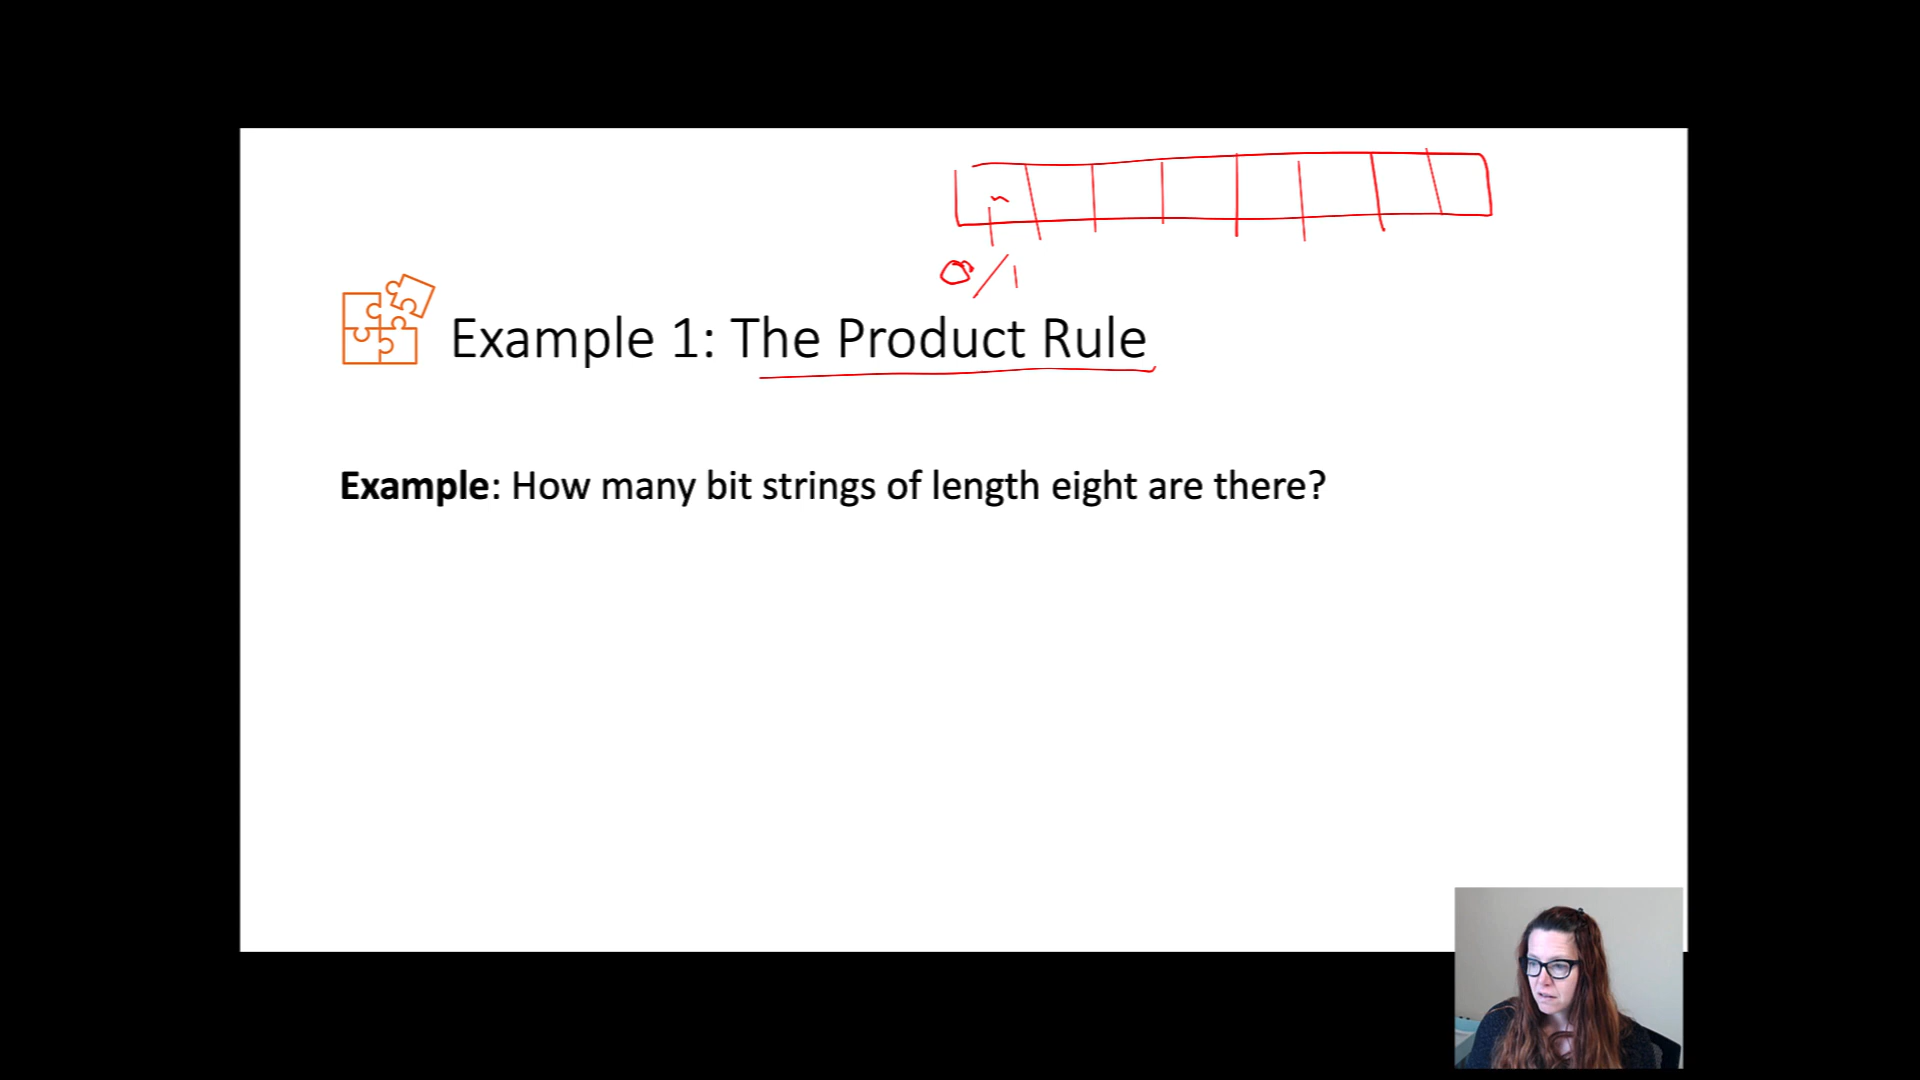 0/1
Example 1: The Product Rule
Example: How many bit strings of length eight are there?